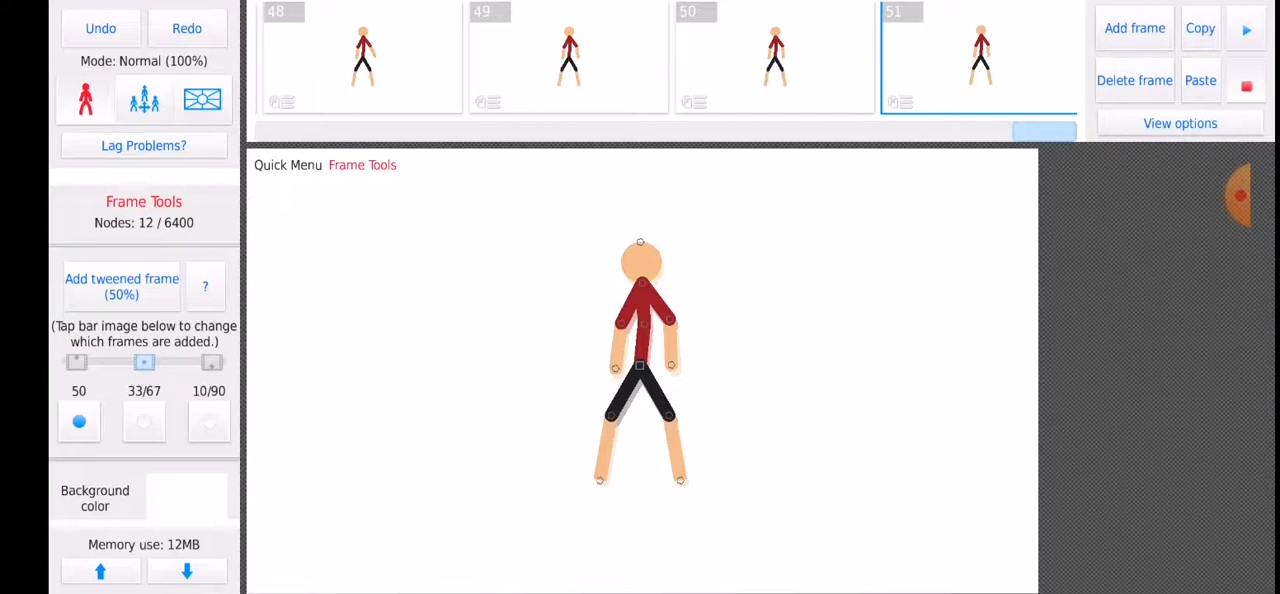 Undo
Redo
Mode: Normal (100%)
Lag Problems?
Frame Tools
Nodes: 12 / 6400
Add tweened frame
(50%)
?
(Tap bar image below to change
which frames are added.)
50
33/67
10/90
Background
color
Memory use: 12MB
48
49
50
51
Add frame
Copy
Delete frame
Paste
View options
Quick Menu Frame Tools